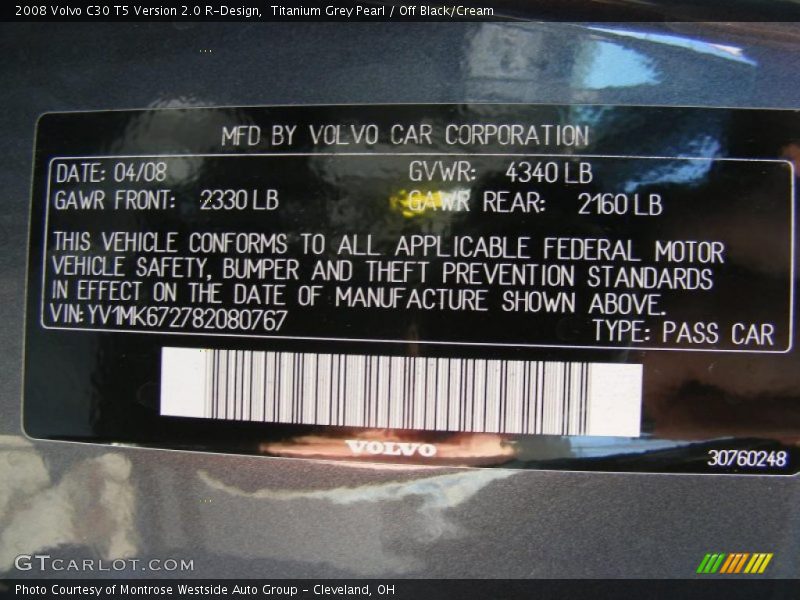 2008 Volvo C30 T5 Version 2.0 R-Design, Titanium Grey Pearl / Off Black/Cream
MFD BY VOLVO CAR CORPORATION
DATE: 04/08 GVWR: 4340 LB
GAWR FRONT: 2330 LB GAWR REAR: 2160 LB
THIS VEHICLE CONFORMS TO ALL APPLICABLE FEDERAL MOTOR
VEHICLE SAFETY, BUMPER AND THEFT PREVENTION STANDARDS
IN EFFECT ON THE DATE OF MANUFACTURE SHOWN ABOVE.
VIN: YV1MK672782080767
TYPE: PASS CAR
VOLVO
30760248
GTCARLOT.COM
Photo Courtesy of Montrose Westside Auto Group - Cleveland, OH